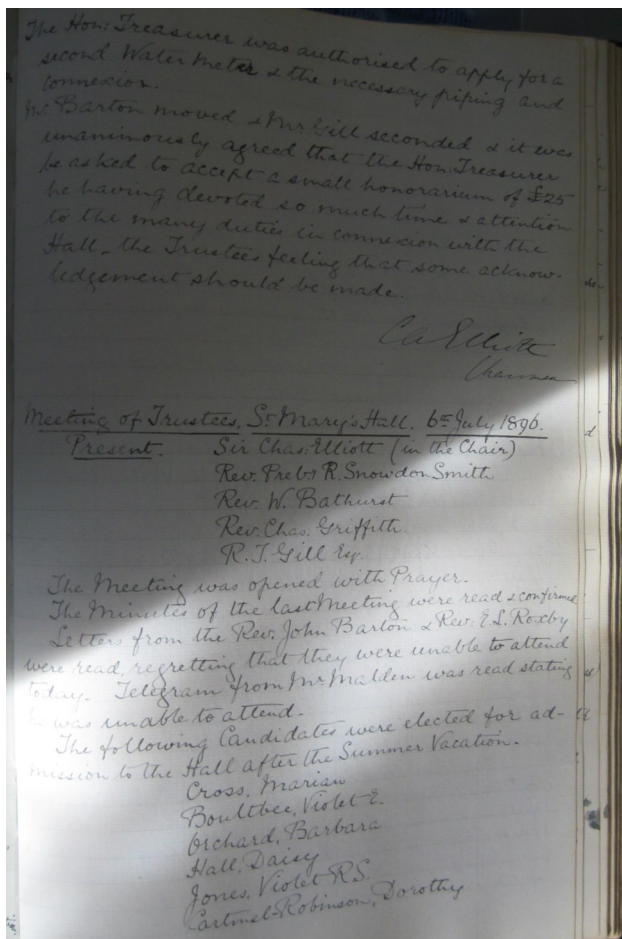 The Hon: Treasurer was authorised to apply for a
second Water Meter & the necessary piping and
connexion.
Mr Barton moved & Mr Gill seconded & it was
unanimously agreed that the Hon: Treasurer
be asked to accept a small honorarium of £25
he having devoted so much time & attention
to the many duties in connexion with the
Hall - the Trustees feeling that some acknow-
ledgement should be made.
CA Elliott
Chairman
Meeting of Trustees, St Mary's Hall. 6th July 1896.
Present. Sir Chas: Elliott (in the Chair)
Rev. Preby R. Snowdon Smith
Rev. W. Bathurst
Rev. Chas. Griffith
R. T. Gill Esq.
The Meeting was opened with Prayer.
The Minutes of the last Meeting were read & confirmed
Letters from the Rev. John Barton & Rev: E.L. Roxby
were read, regretting that they were unable to attend
today. Telegram from Mr Malden was read stating
he was unable to attend.
The following Candidates were elected for ad-
mission to the Hall after the Summer Vacation.
Cross, Marian
Boultbee, Violet E.
Orchard, Barbara
Hall, Daisy
Jones, Violet R.S.
Cartmel-Robinson, Dorothy